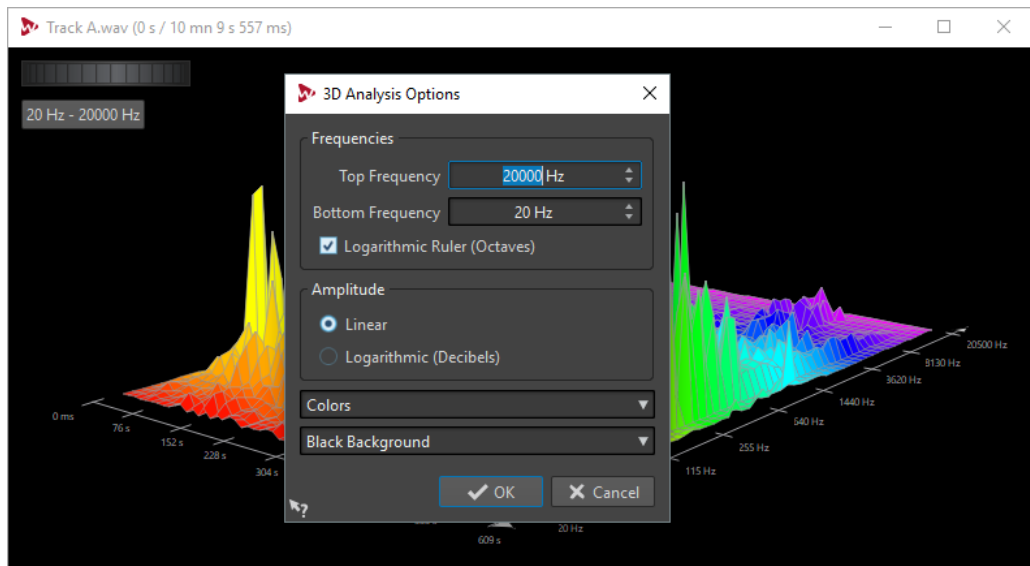 Track A.wav (0 s / 10 mn 9 s 557 ms)
20 Hz - 20000 Hz
3D Analysis Options
Frequencies
Top Frequency 20000 Hz
Bottom Frequency 20 Hz
Logarithmic Ruler (Octaves)
Amplitude
Linear
Logarithmic (Decibels)
Colors
Black Background
OK Cancel
0 ms
76 s
152 s
228 s
304 s
609 s
20 Hz
115 Hz
255 Hz
640 Hz
1440 Hz
3620 Hz
8130 Hz
20500 Hz